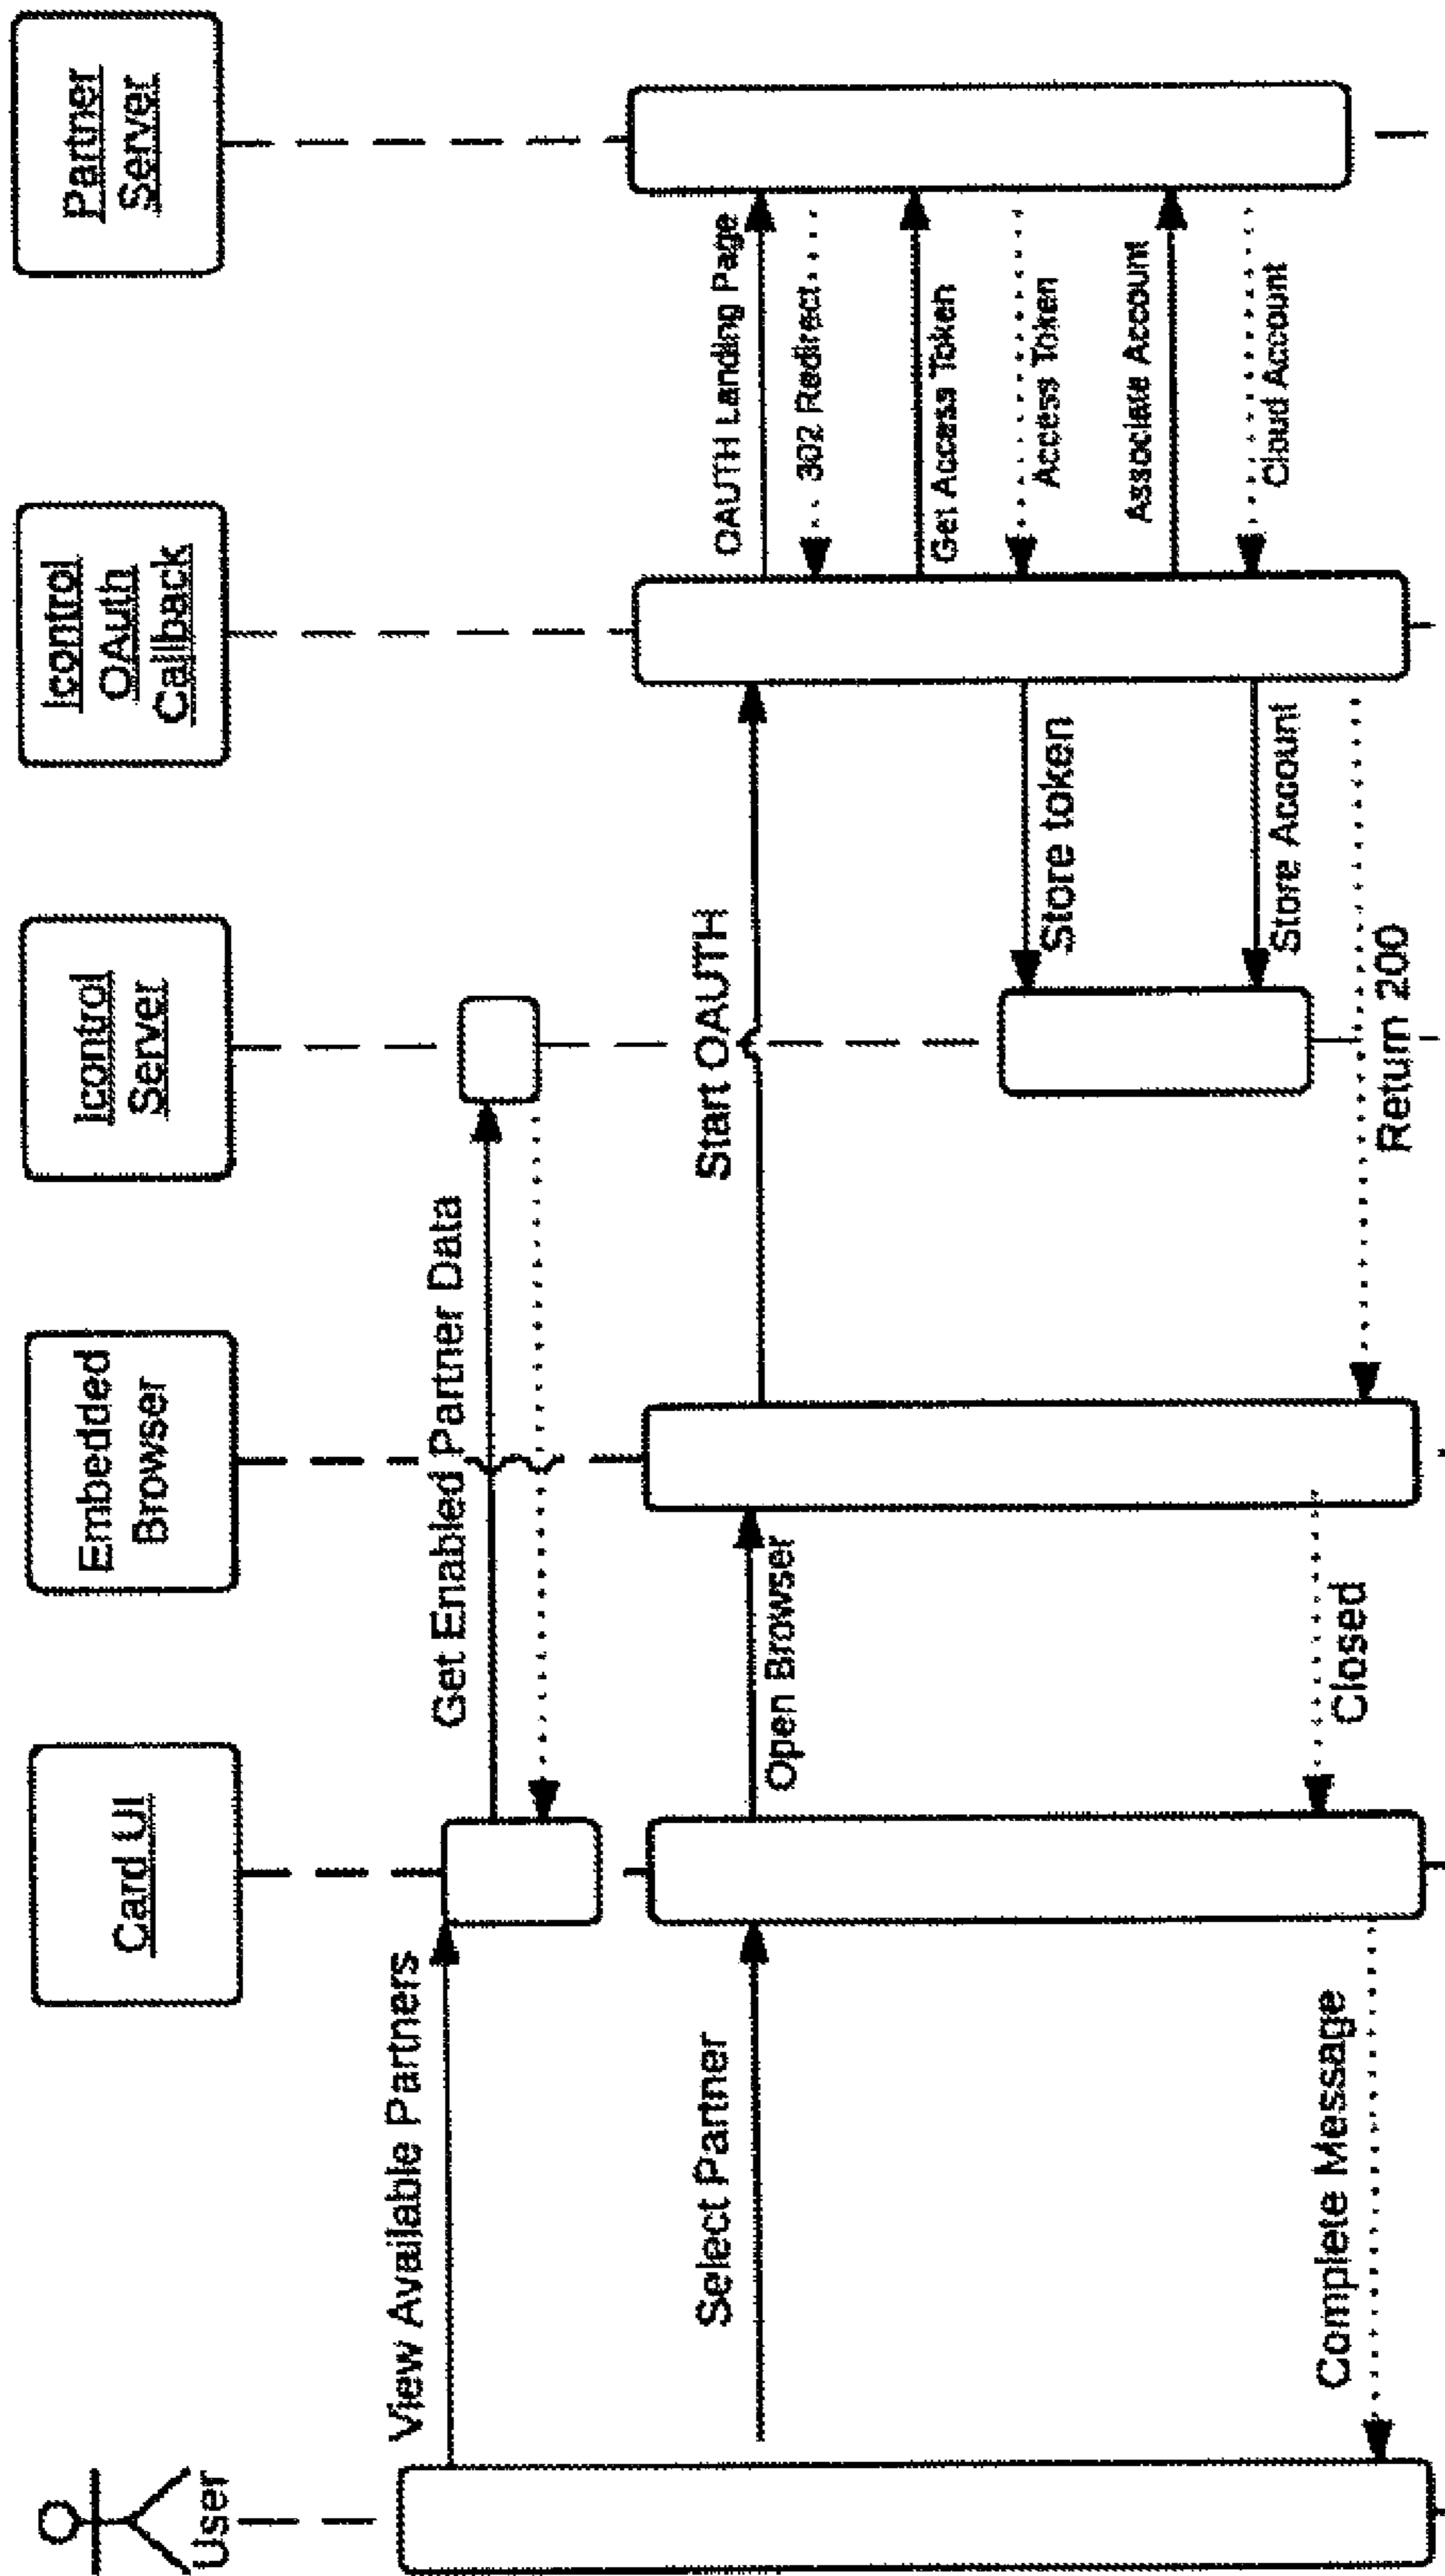 User
Card UI
Embedded
Browser
Icontrol
Server
Icontrol
OAuth
Callback
Partner
Server
View Available Partners
Get Enabled Partner Data
Select Partner
Open Browser
Start OAUTH
OAUTH Landing Page
302 Redirect
Get Access Token
Access Token
Store token
Associate Account
Cloud Account
Store Account
Return 200
Closed
Complete Message